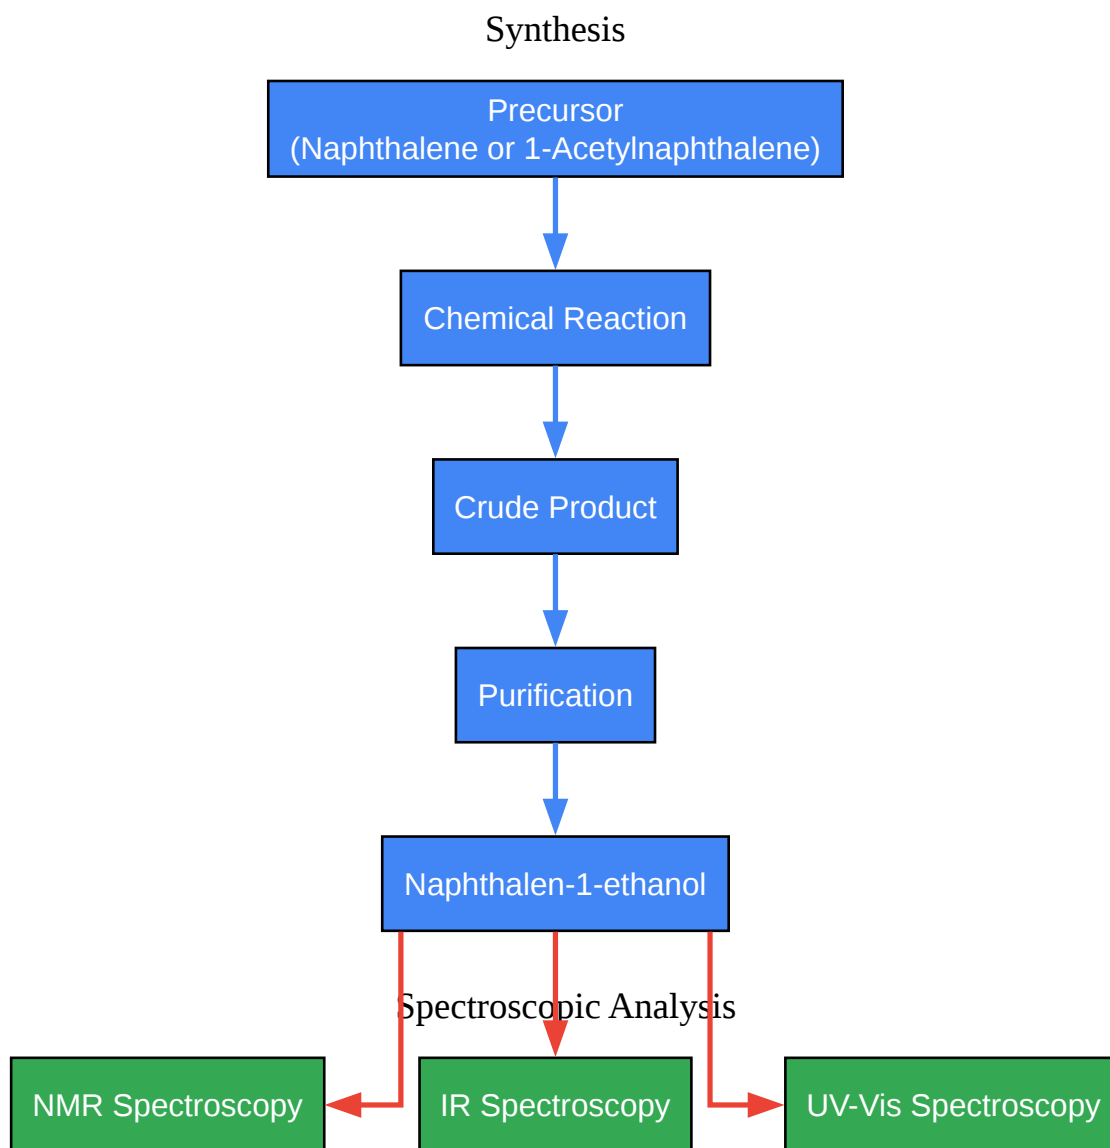 Synthesis
Precursor
(Naphthalene or 1-Acetylnaphthalene)
Chemical Reaction
Crude Product
Purification
Naphthalen-1-ethanol
Spectroscopic Analysis
NMR Spectroscopy
IR Spectroscopy
UV-Vis Spectroscopy